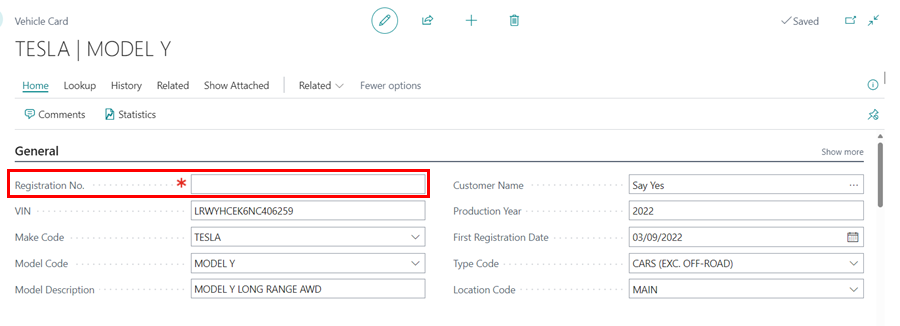 Vehicle Card
Saved
TESLA | MODEL Y
Home Lookup History Related Show Attached Related Fewer options
Comments Statistics
General Show more
Registration No. *
VIN LRWYHCEK6NC406259
Make Code TESLA
Model Code MODEL Y
Model Description MODEL Y LONG RANGE AWD
Customer Name Say Yes ...
Production Year 2022
First Registration Date 03/09/2022
Type Code CARS (EXC. OFF-ROAD)
Location Code MAIN